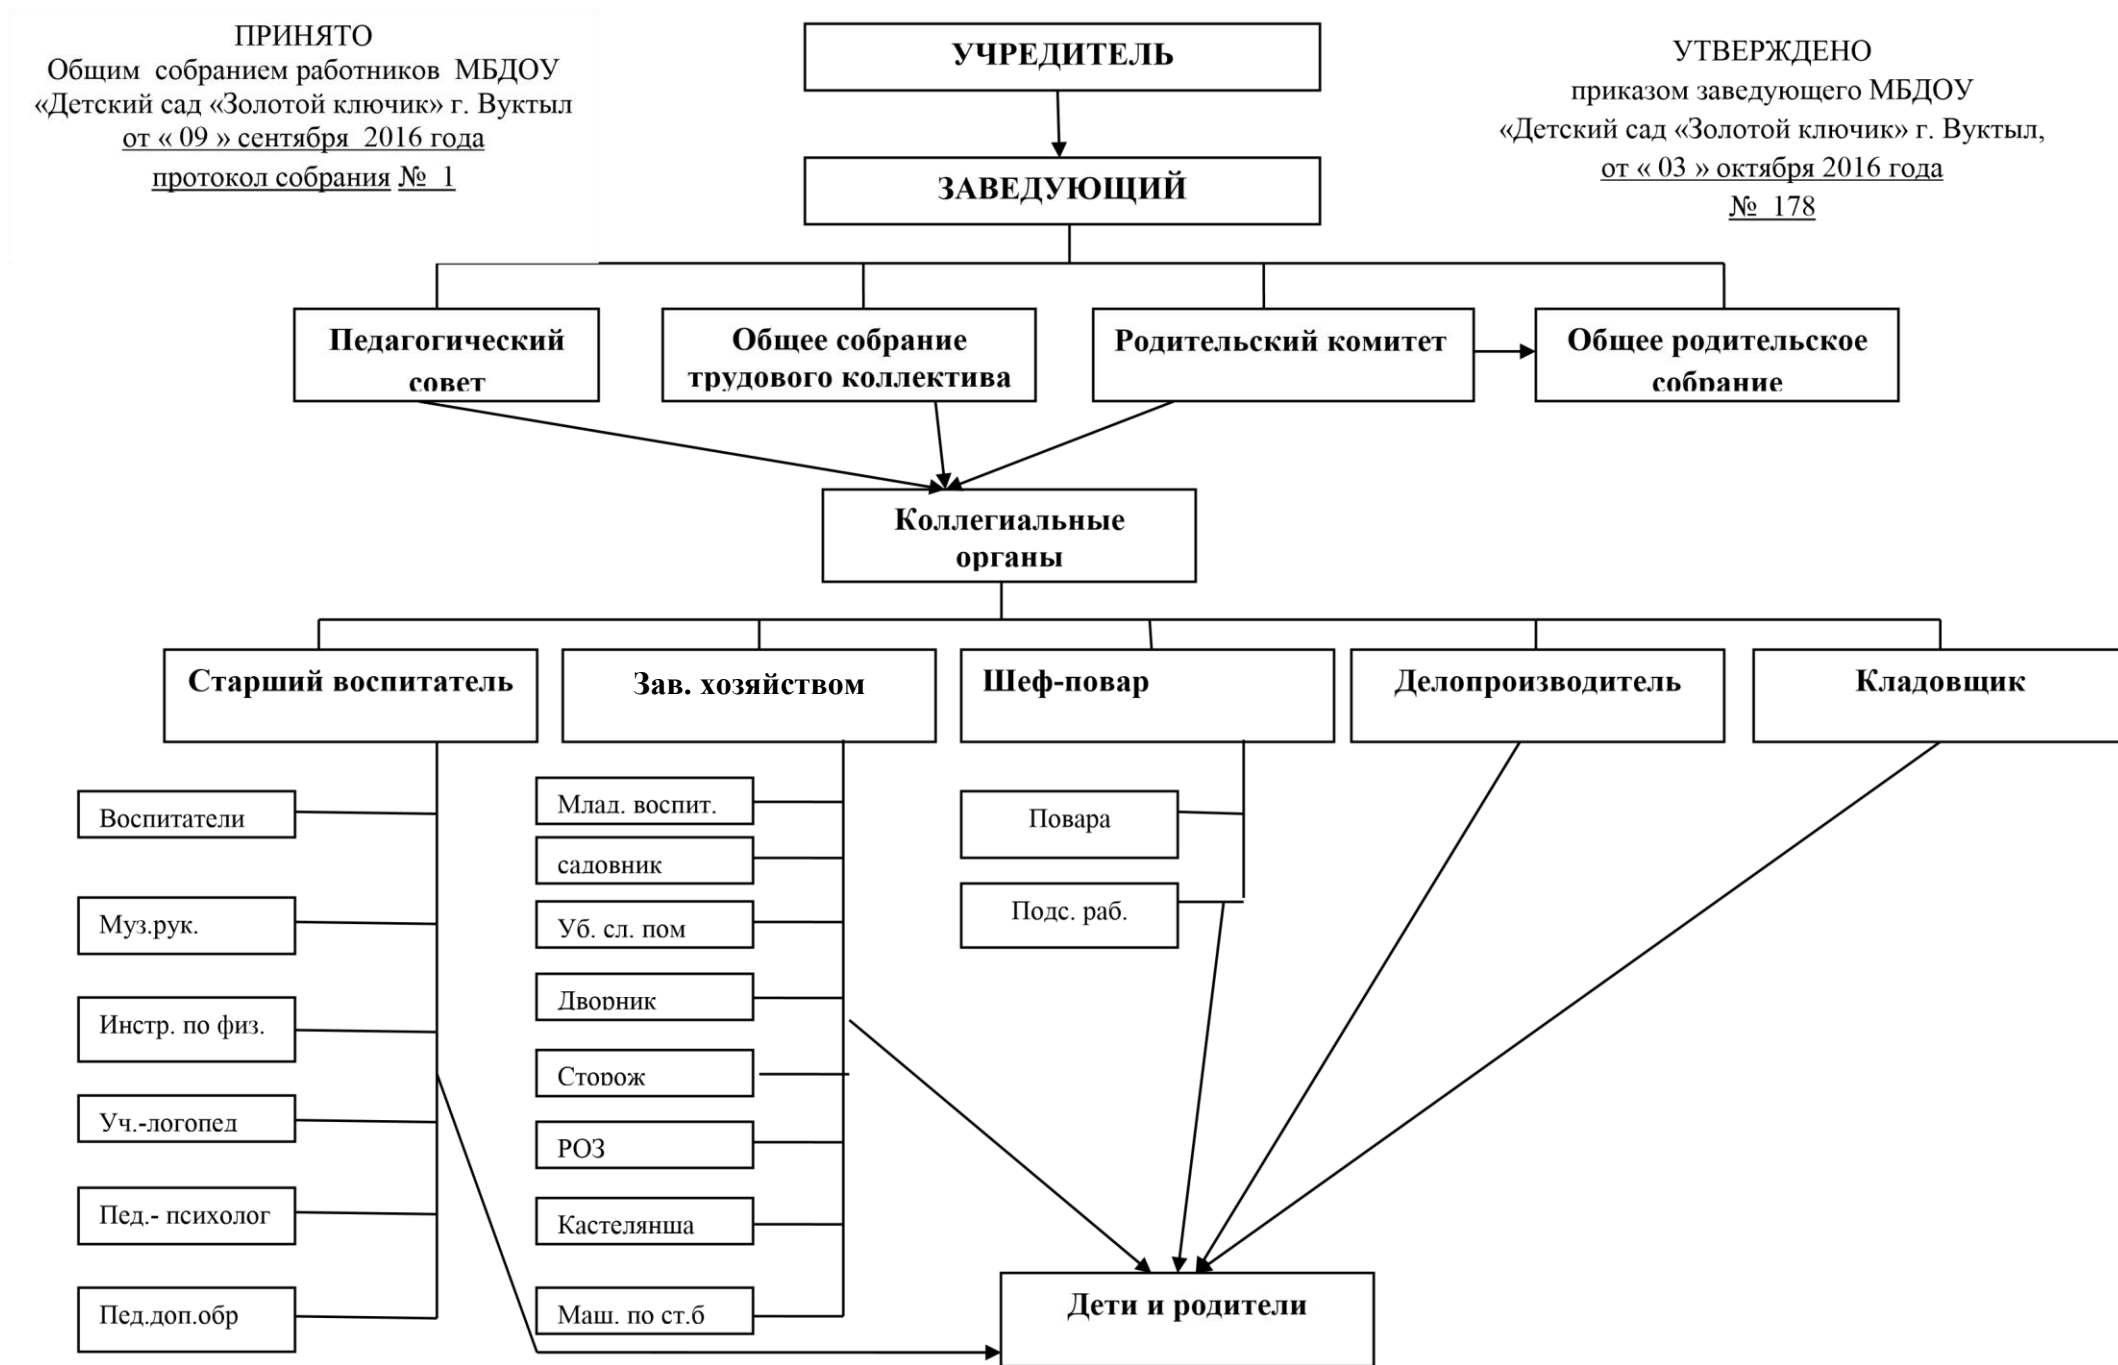 ПРИНЯТО
Общим собранием работников МБДОУ
«Детский сад «Золотой ключик» г. Вуктыл
от « 09 » сентября 2016 года
протокол собрания № 1
УЧРЕДИТЕЛЬ
УТВЕРЖДЕНО
приказом заведующего МБДОУ
«Детский сад «Золотой ключик» г. Вуктыл,
от « 03 » октября 2016 года
№ 178
ЗАВЕДУЮЩИЙ
Педагогический
совет
Общее собрание
трудового коллектива
Родительский комитет
Общее родительское
собрание
Коллегиальные
органы
Старший воспитатель
Зав. хозяйством
Шеф-повар
Делопроизводитель
Кладовщик
Воспитатели
Муз.рук.
Инстр. по физ.
Уч.-логопед
Пед.- психолог
Пед.доп.обр
Млад. воспит.
садовник
Уб. сл. пом
Дворник
Сторож
РОЗ
Кастелянша
Маш. по ст.б
Повара
Подс. раб.
Дети и родители